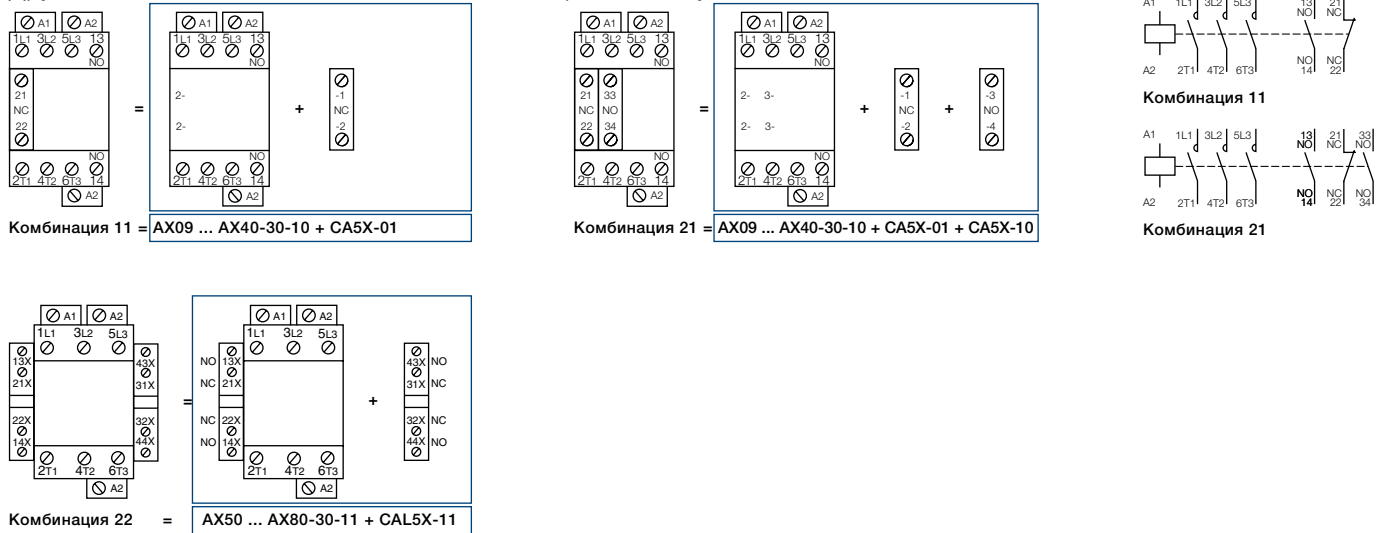 A1 A2
1L1 3L2 5L3 13
NO
21
NC
22
NO
2T1 4T2 6T3 14
A2
=
A1 A2
1L1 3L2 5L3 13
NO
2-
2-
NO
2T1 4T2 6T3 14
A2
+
-1
NC
-2
Комбинация 11 = AX09 ... AX40-30-10 + CA5X-01
A1 A2
1L1 3L2 5L3 13
NO
21 33
NC NO
22 34
NO
2T1 4T2 6T3 14
A2
=
A1 A2
1L1 3L2 5L3 13
NO
2- 3-
2- 3-
NO
2T1 4T2 6T3 14
A2
+
-1
NC
-2
+
-3
NO
-4
Комбинация 21 = AX09 ... AX40-30-10 + CA5X-01 + CA5X-10
A1 1L1 3L2 5L3 13 21
NO NC
NO NC
A2 2T1 4T2 6T3 14 22
Комбинация 11
A1 1L1 3L2 5L3 13 21 33
NO NC NO
NO NC NO
A2 2T1 4T2 6T3 14 22 34
Комбинация 21
A1 A2
1L1 3L2 5L3
13X 43X
21X 31X
22X 32X
14X 44X
2T1 4T2 6T3
A2
=
A1 A2
1L1 3L2 5L3
NO 13X
NC 21X
NC 22X
NO 14X
2T1 4T2 6T3
A2
+
43X NO
31X NC
32X NC
44X NO
Комбинация 22 = AX50 ... AX80-30-11 + CAL5X-11